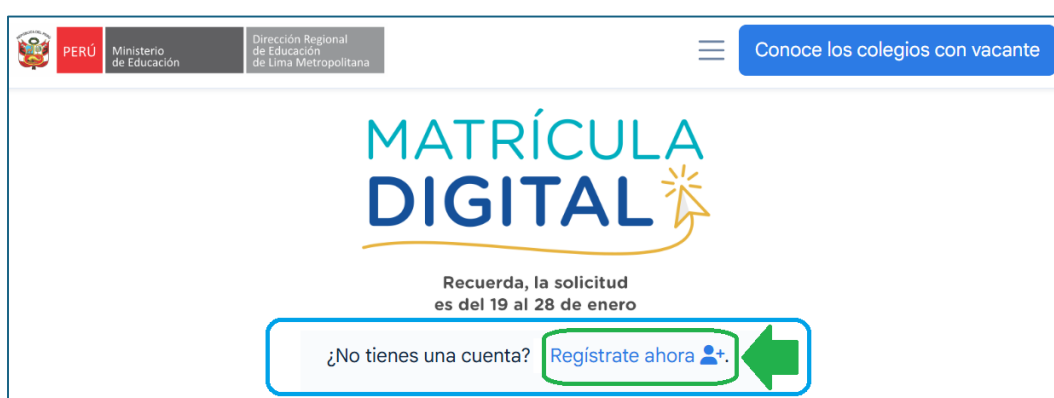 PERÚ
Ministerio
de Educación
Dirección Regional
de Educación
de Lima Metropolitana
Conoce los colegios con vacante
MATRÍCULA
DIGITAL
Recuerda, la solicitud
es del 19 al 28 de enero
¿No tienes una cuenta? Regístrate ahora.